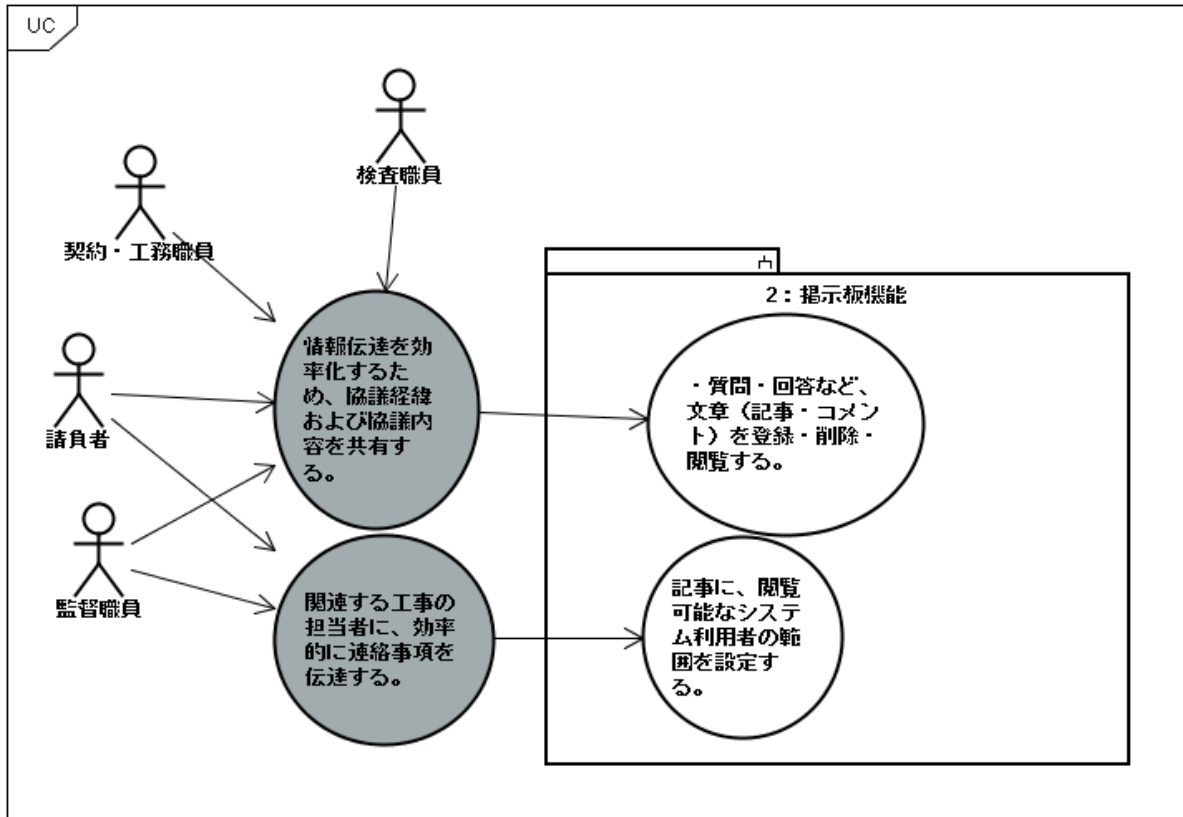 UC
検査職員
契約・工務職員
2：掲示板機能
情報伝達を効
率化するた
め、協議経緯
および協議内
容を共有す
る。
・質問・回答など、
文章（記事・コメン
ト）を登録・削除・
閲覧する。
請負者
監督職員
関連する工事の
担当者に、効率
的に連絡事項を
伝達する。
記事に、閲覧
可能なシステ
ム利用者の範
囲を設定す
る。